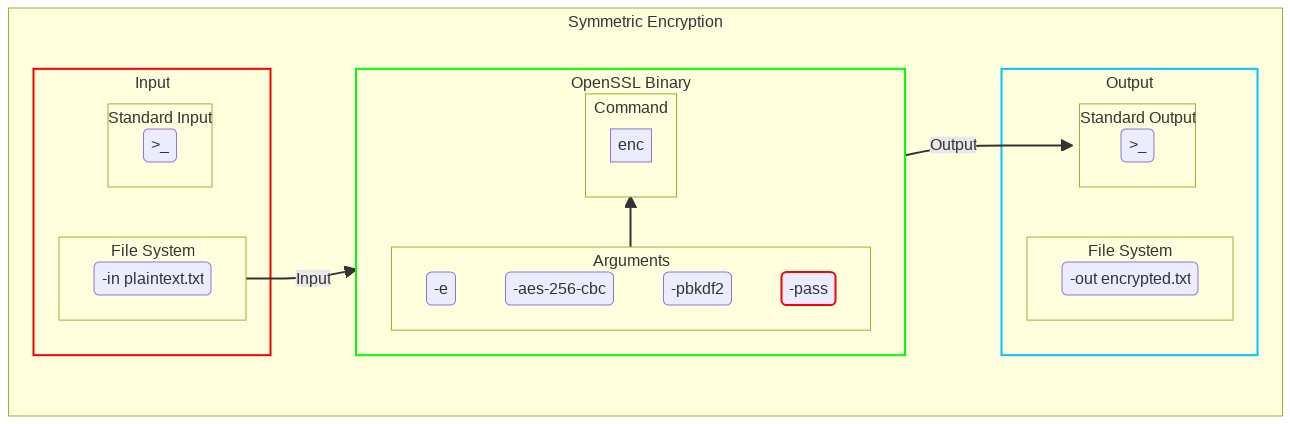 Symmetric Encryption
Input
Standard Input
>_
File System
-in plaintext.txt
Input
OpenSSL Binary
Command
enc
Arguments
-e
-aes-256-cbc
-pbkdf2
-pass
Output
Output
Standard Output
>_
File System
-out encrypted.txt